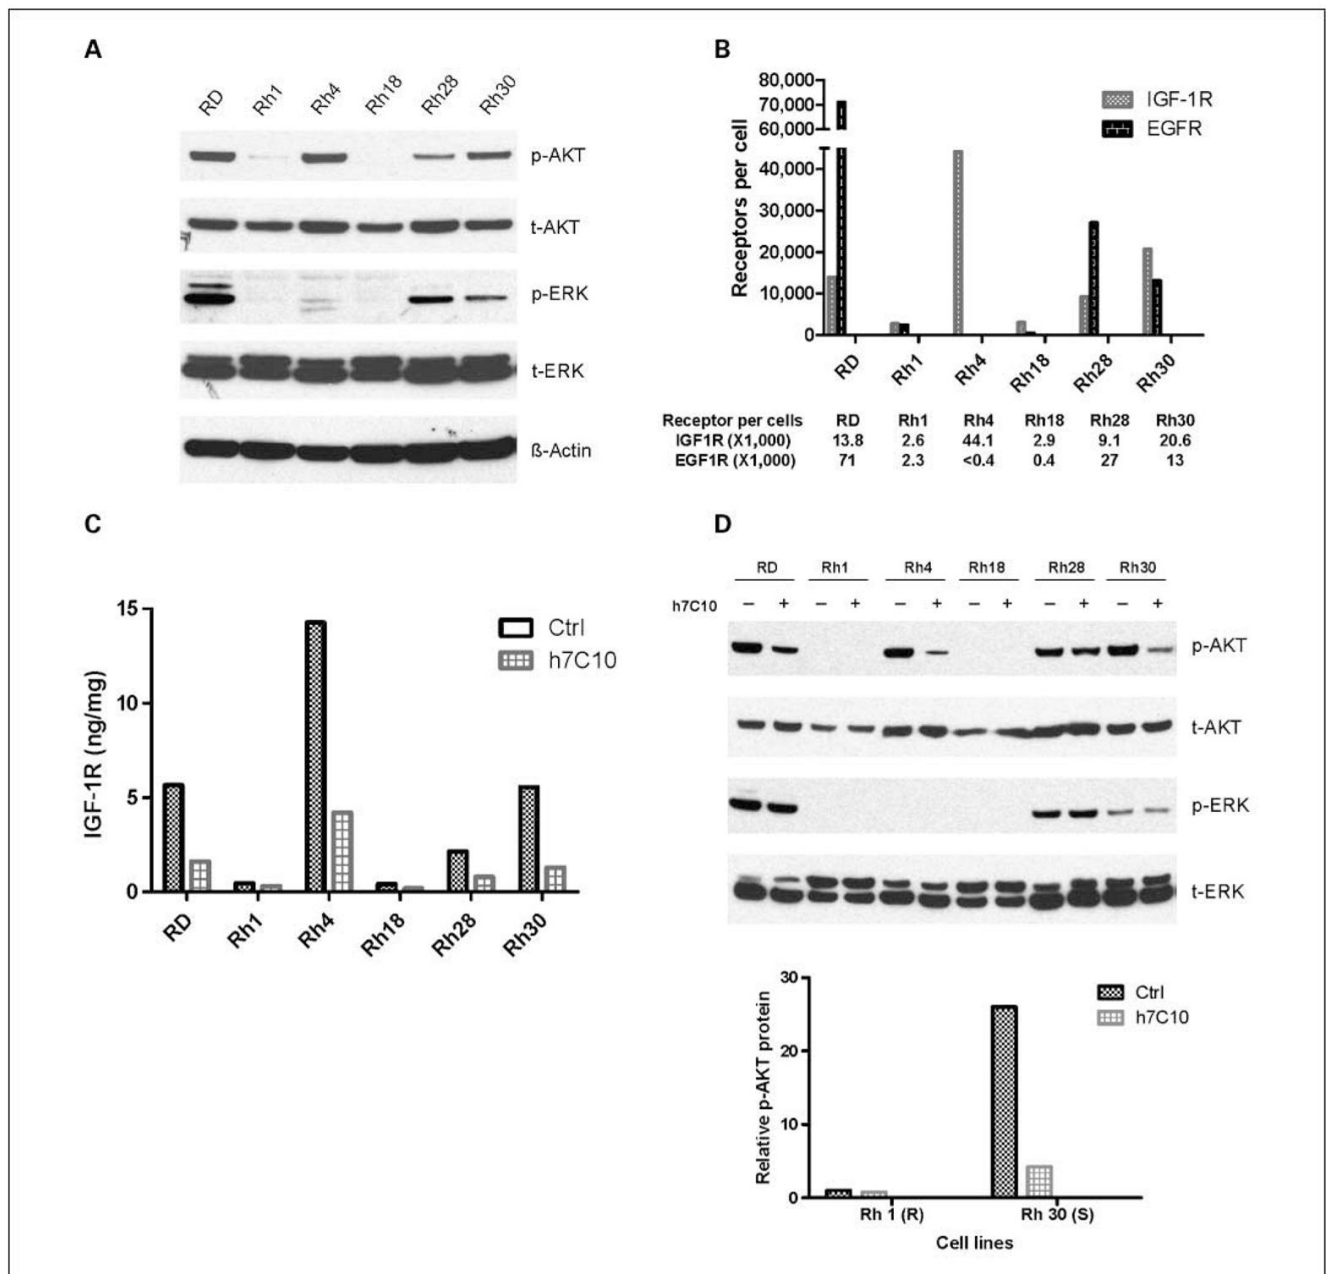 A
RD Rh1 Rh4 Rh18 Rh28 Rh30
p-AKT
t-AKT
p-ERK
t-ERK
ß-Actin
B
Receptors per cell
80,000
70,000
60,000
40,000
30,000
20,000
10,000
0
IGF-1R
EGFR
RD Rh1 Rh4 Rh18 Rh28 Rh30
Receptor per cells RD Rh1 Rh4 Rh18 Rh28 Rh30
IGF1R (X1,000) 13.8 2.6 44.1 2.9 9.1 20.6
EGF1R (X1,000) 71 2.3 <0.4 0.4 27 13
C
IGF-1R (ng/mg)
15
10
5
0
Ctrl
h7C10
RD Rh1 Rh4 Rh18 Rh28 Rh30
D
RD Rh1 Rh4 Rh18 Rh28 Rh30
h7C10 – + – + – + – + – + – +
p-AKT
t-AKT
p-ERK
t-ERK
Relative p-AKT protein
30
20
10
0
Ctrl
h7C10
Rh 1 (R) Rh 30 (S)
Cell lines